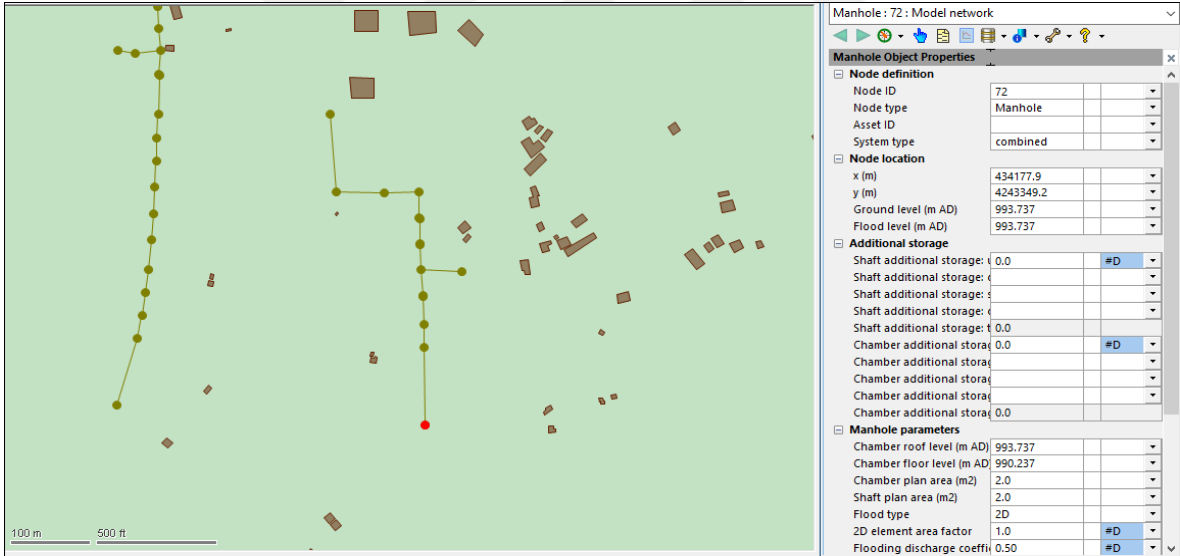 100 m
500 ft
Manhole : 72 : Model network
Manhole Object Properties
Node definition
Node ID 72
Node type Manhole
Asset ID
System type combined
Node location
x (m) 434177.9
y (m) 4243349.2
Ground level (m AD) 993.737
Flood level (m AD) 993.737
Additional storage
Shaft additional storage: 0.0 #D
Shaft additional storage:
Shaft additional storage: s
Shaft additional storage:
Shaft additional storage: t 0.0
Chamber additional storag 0.0 #D
Chamber additional storag
Chamber additional storag
Chamber additional storag
Chamber additional storag 0.0
Manhole parameters
Chamber roof level (m AD) 993.737
Chamber floor level (m AD) 990.237
Chamber plan area (m2) 2.0
Shaft plan area (m2) 2.0
Flood type 2D
2D element area factor 1.0 #D
Flooding discharge coeffi 0.50 #D